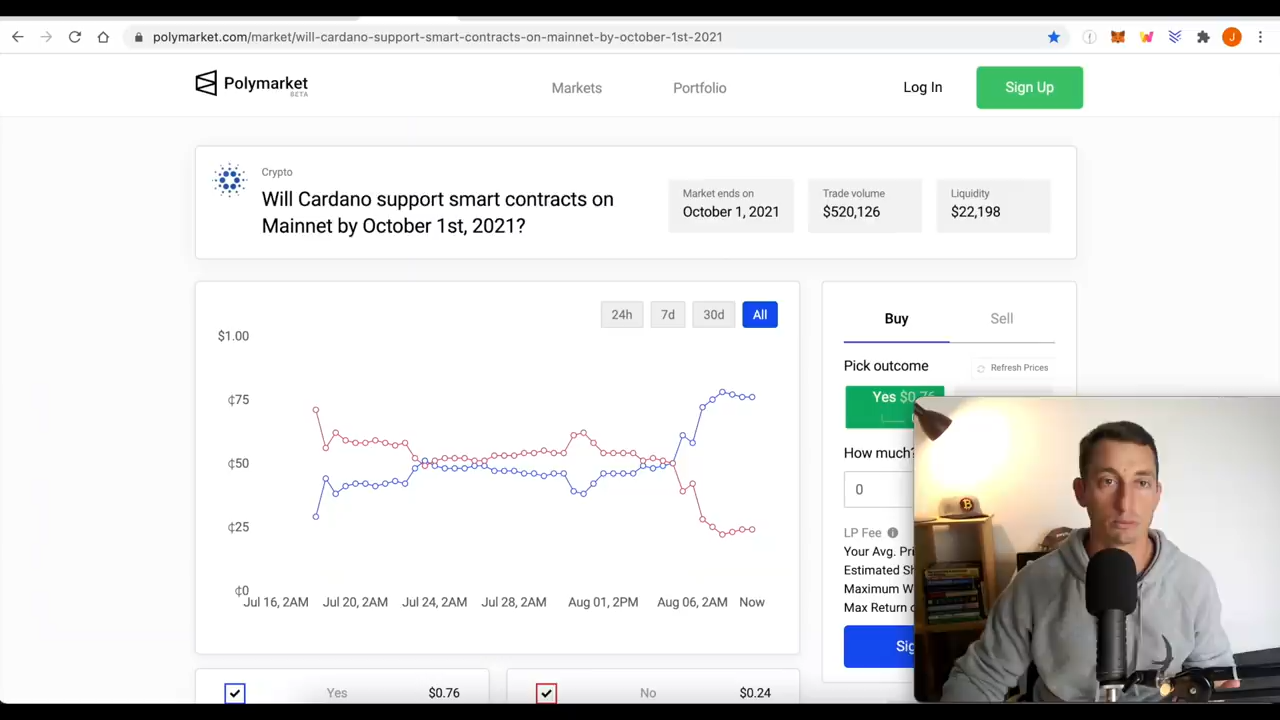 polymarket.com/market/will-cardano-support-smart-contracts-on-mainnet-by-october-1st-2021
J
Polymarket
BETA
Markets
Portfolio
Log In
Sign Up
Crypto
Will Cardano support smart contracts on
Mainnet by October 1st, 2021?
Market ends on
October 1, 2021
Trade volume
$520,126
Liquidity
$22,198
24h
7d
30d
All
$1.00
¢75
¢50
¢25
¢0
Jul 16, 2AM
Jul 20, 2AM
Jul 24, 2AM
Jul 28, 2AM
Aug 01, 2PM
Aug 06, 2AM
Now
Buy
Sell
Pick outcome
Refresh Prices
Yes $0.76
How much?
0
LP Fee
Your Avg. Pri
Estimated Sh
Maximum W
Max Return o
Sig
Yes
$0.76
No
$0.24